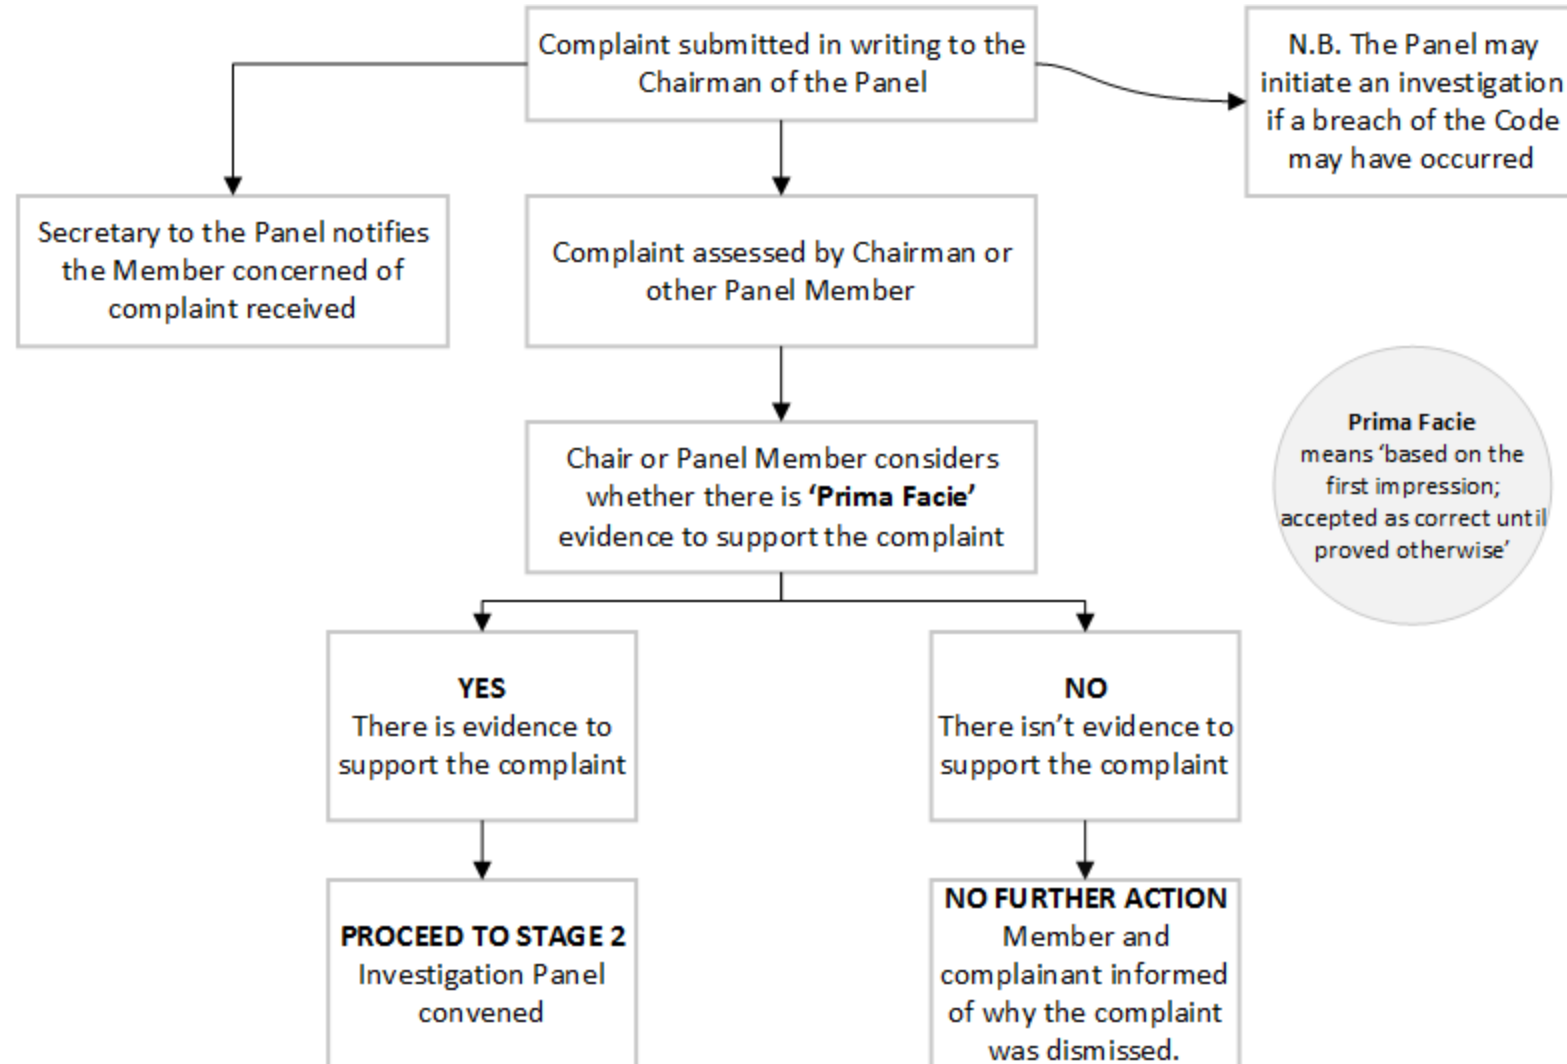 Complaint submitted in writing to the
Chairman of the Panel
N.B. The Panel may
initiate an investigation
if a breach of the Code
may have occurred
Secretary to the Panel notifies
the Member concerned of
complaint received
Complaint assessed by Chairman or
other Panel Member
Prima Facie
means ‘based on the
first impression;
accepted as correct until
proved otherwise’
Chair or Panel Member considers
whether there is ‘Prima Facie’
evidence to support the complaint
YES
There is evidence to
support the complaint
NO
There isn’t evidence to
support the complaint
PROCEED TO STAGE 2
Investigation Panel
convened
NO FURTHER ACTION
Member and
complainant informed
of why the complaint
was dismissed.